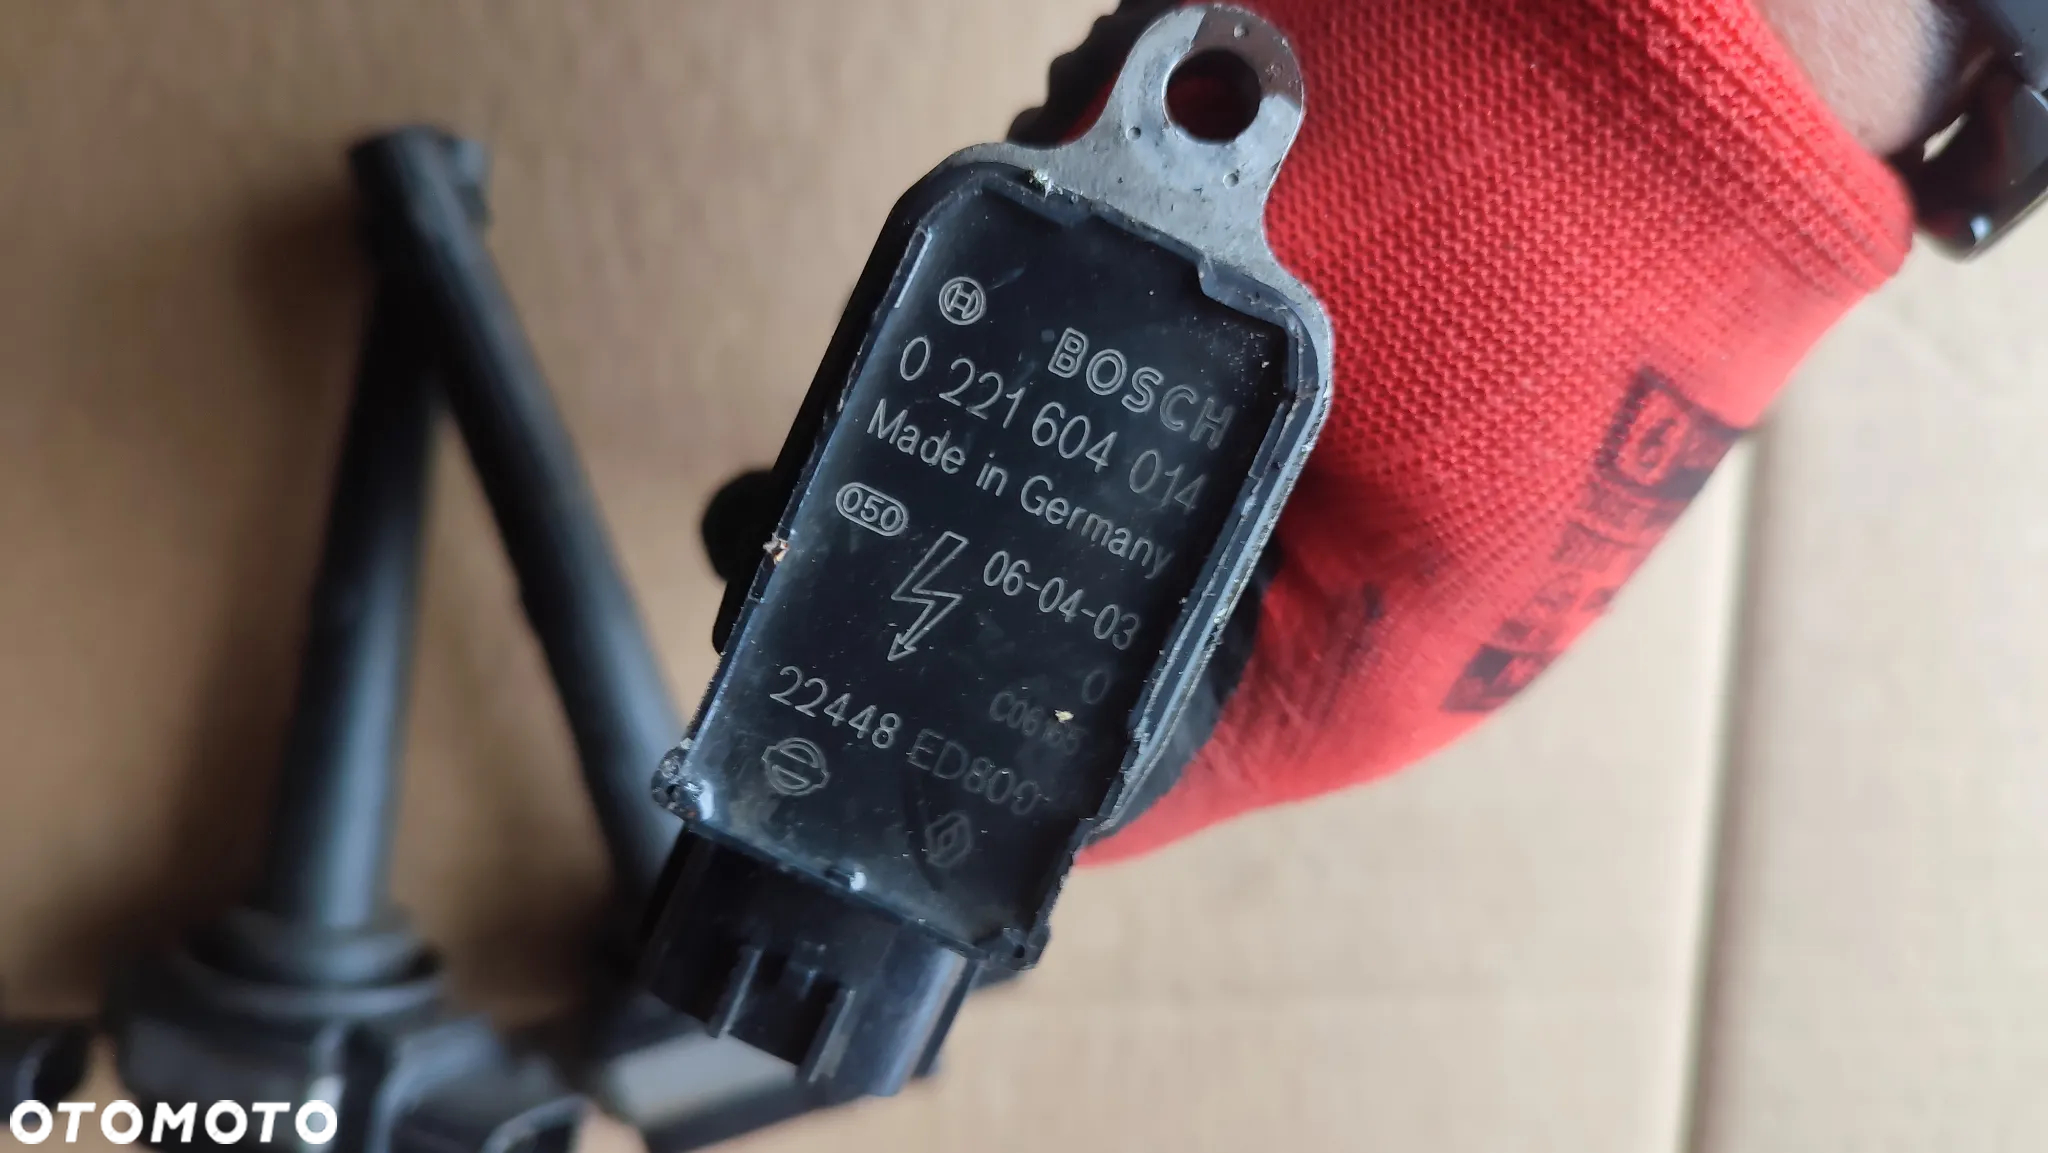 BOSCH
0 221 604 014
Made in Germany
050
06-04-03
0
22448 ED800
OTOMOTO